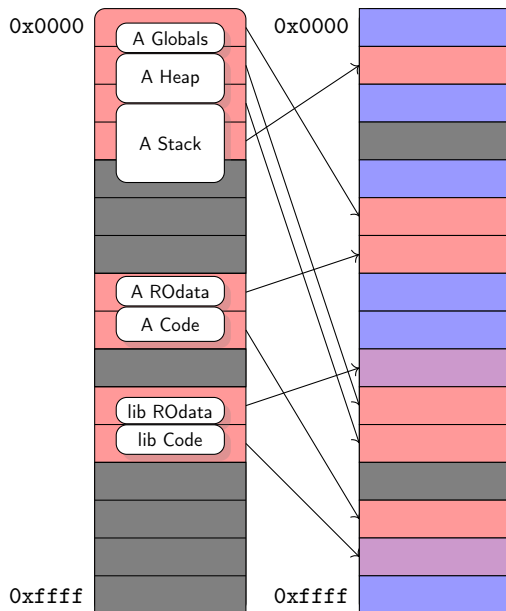 0x0000
A Globals
A Heap
A Stack
A ROdata
A Code
lib ROdata
lib Code
0xffff
0x0000
0xffff